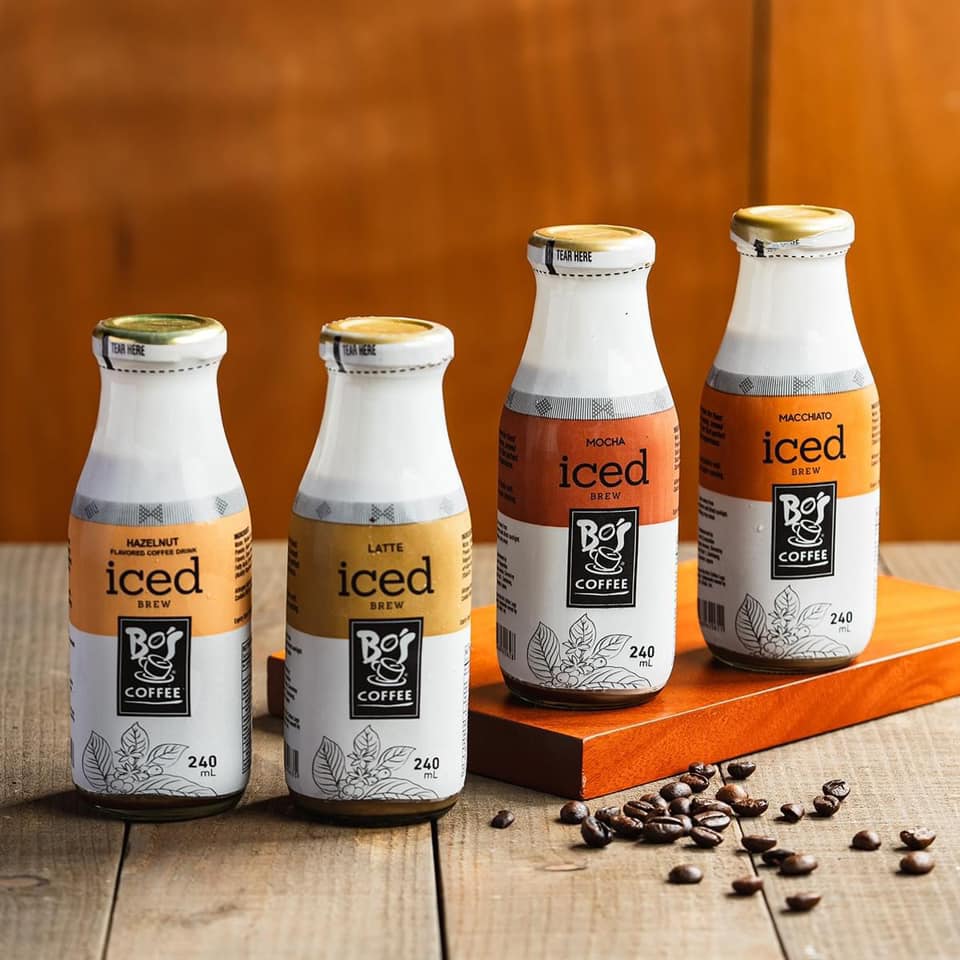 TEAR HERE
HAZELNUT
FLAVORED COFFEE DRINK
iced
BREW
Bo's
COFFEE
240
mL
TEAR HERE
LATTE
iced
BREW
Bo's
COFFEE
240
mL
TEAR HERE
MOCHA
iced
BREW
Bo's
COFFEE
240
mL
MACCHIATO
iced
BREW
Bo's
COFFEE
240
mL